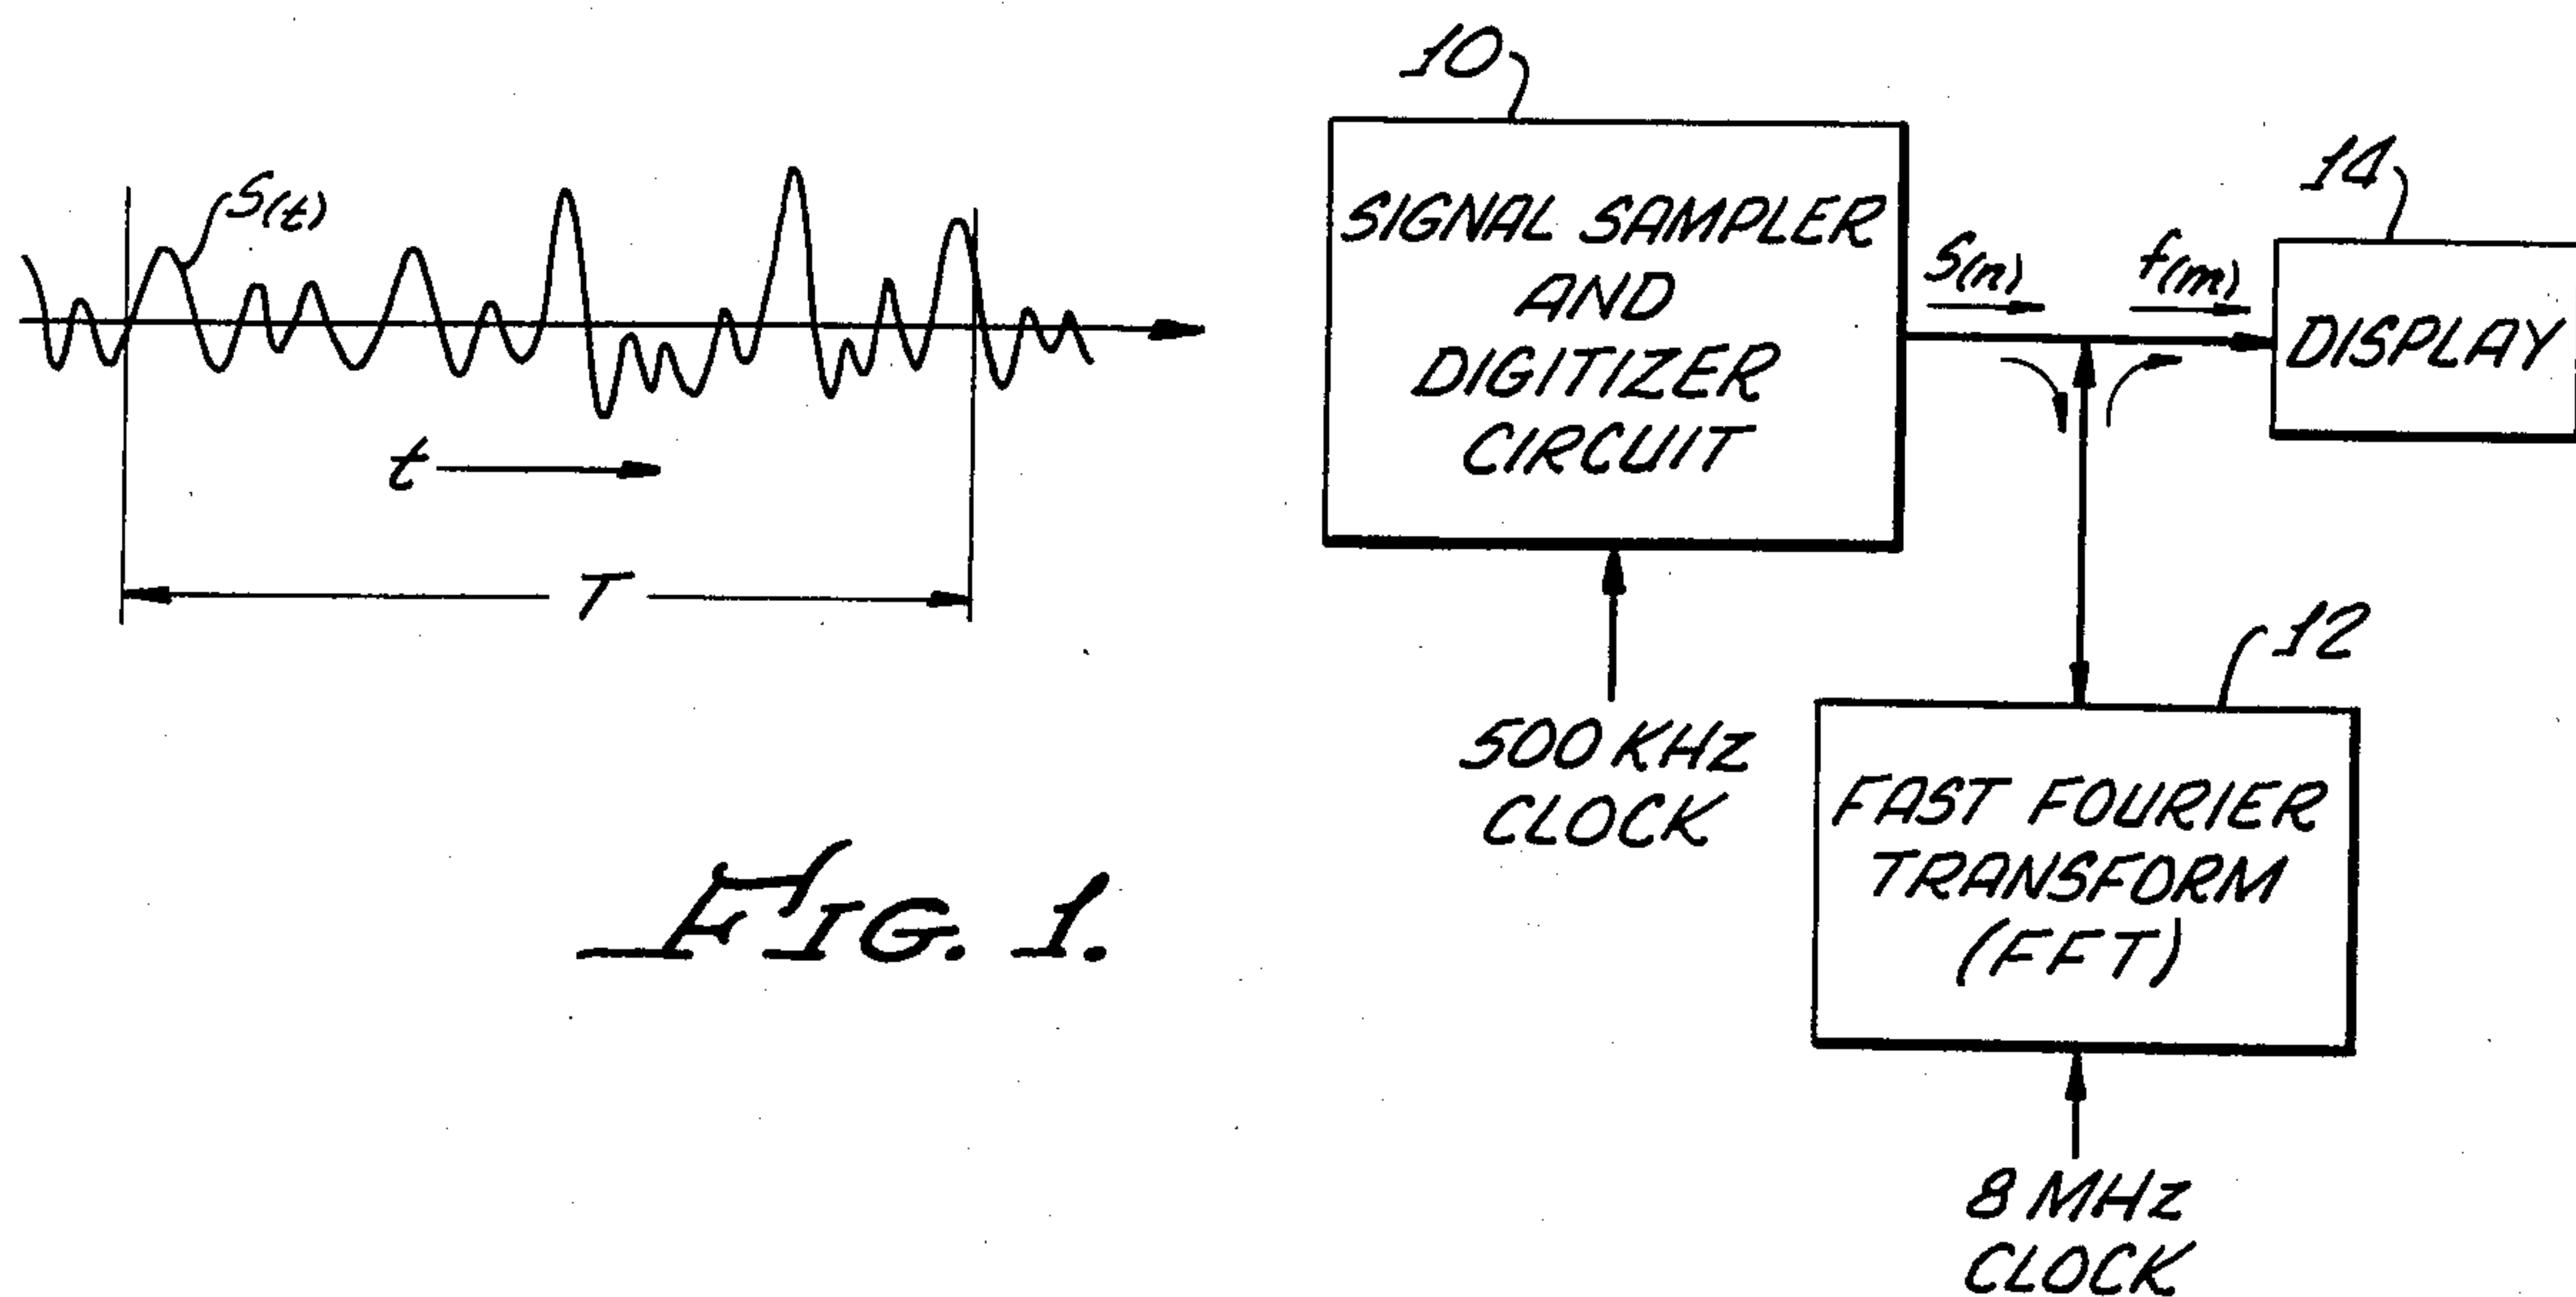 S(t)
t
T
10
SIGNAL SAMPLER
AND
DIGITIZER
CIRCUIT
S(n)
f(m)
14
DISPLAY
500 KHz
CLOCK
12
FAST FOURIER
TRANSFORM
(FFT)
8 MHz
CLOCK
FIG. 1.